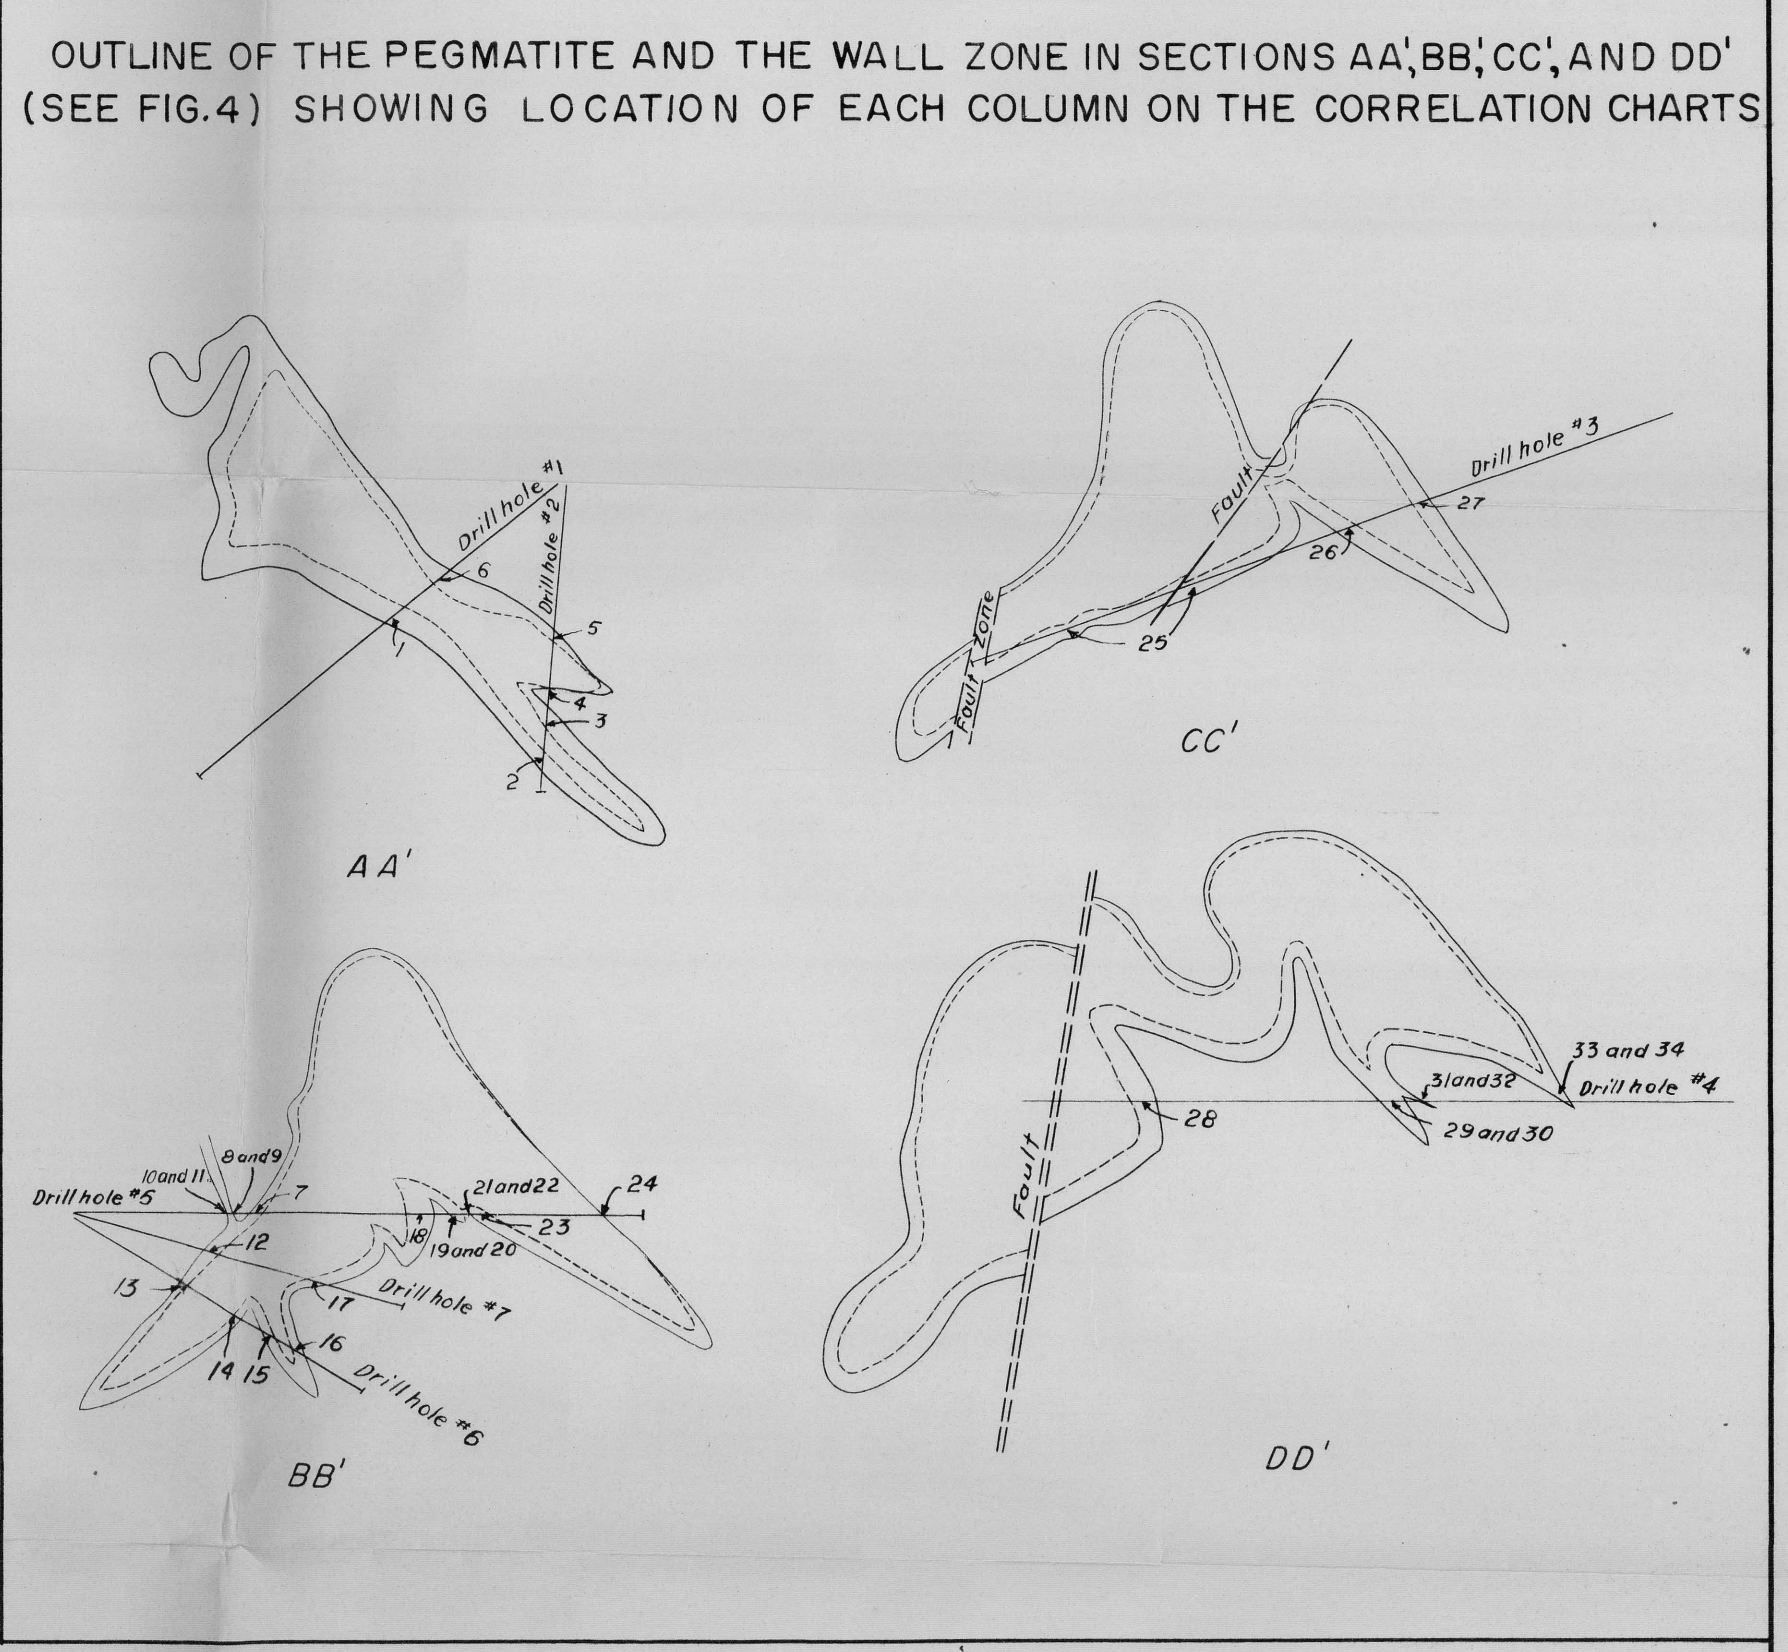 OUTLINE OF THE PEGMATITE AND THE WALL ZONE IN SECTIONS AA', BB', CC', AND DD'
(SEE FIG.4) SHOWING LOCATION OF EACH COLUMN ON THE CORRELATION CHARTS
Drill hole #1
Drill hole #2
6
5
1
4
3
2
AA'
Drill hole #3
Fault
27
26
25
Fault Zone
CC'
8 and 9
10 and 11
Drill hole #5
7
21 and 22
24
18
23
19 and 20
12
13
17
Drill hole #7
16
14
15
Drill hole #6
BB'
33 and 34
31 and 32
Drill hole #4
28
29 and 30
Fault
DD'